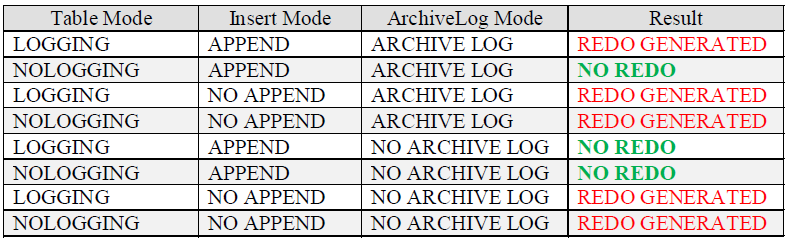 Table Mode Insert Mode ArchiveLog Mode Result
LOGGING APPEND ARCHIVE LOG REDO GENERATED
NOLOGGING APPEND ARCHIVE LOG NO REDO
LOGGING NO APPEND ARCHIVE LOG REDO GENERATED
NOLOGGING NO APPEND ARCHIVE LOG REDO GENERATED
LOGGING APPEND NO ARCHIVE LOG NO REDO
NOLOGGING APPEND NO ARCHIVE LOG NO REDO
LOGGING NO APPEND NO ARCHIVE LOG REDO GENERATED
NOLOGGING NO APPEND NO ARCHIVE LOG REDO GENERATED